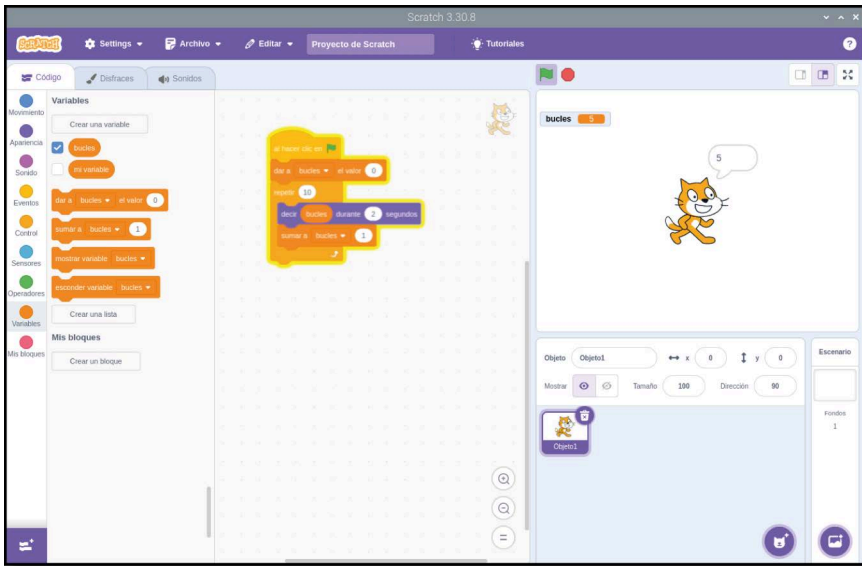 Scratch 3.30.8
SCRATCH
Settings
Archivo
Editar
Proyecto de Scratch
Tutoriales
?
Código
Disfraces
Sonidos
Movimiento
Apariencia
Sonido
Eventos
Control
Sensores
Operadores
Variables
Mis bloques
Variables
Crear una variable
bucles
mi variable
dar a bucles el valor 0
sumar a bucles 1
mostrar variable bucles
esconder variable bucles
Crear una lista
Mis bloques
Crear un bloque
al hacer clic en
dar a bucles el valor 0
repetir 10
decir bucles durante 2 segundos
sumar a bucles 1
bucles 5
5
Objeto Objeto1 x 0 y 0
Mostrar Tamaño 100 Dirección 90
Objeto1
Escenario
Fondos
1